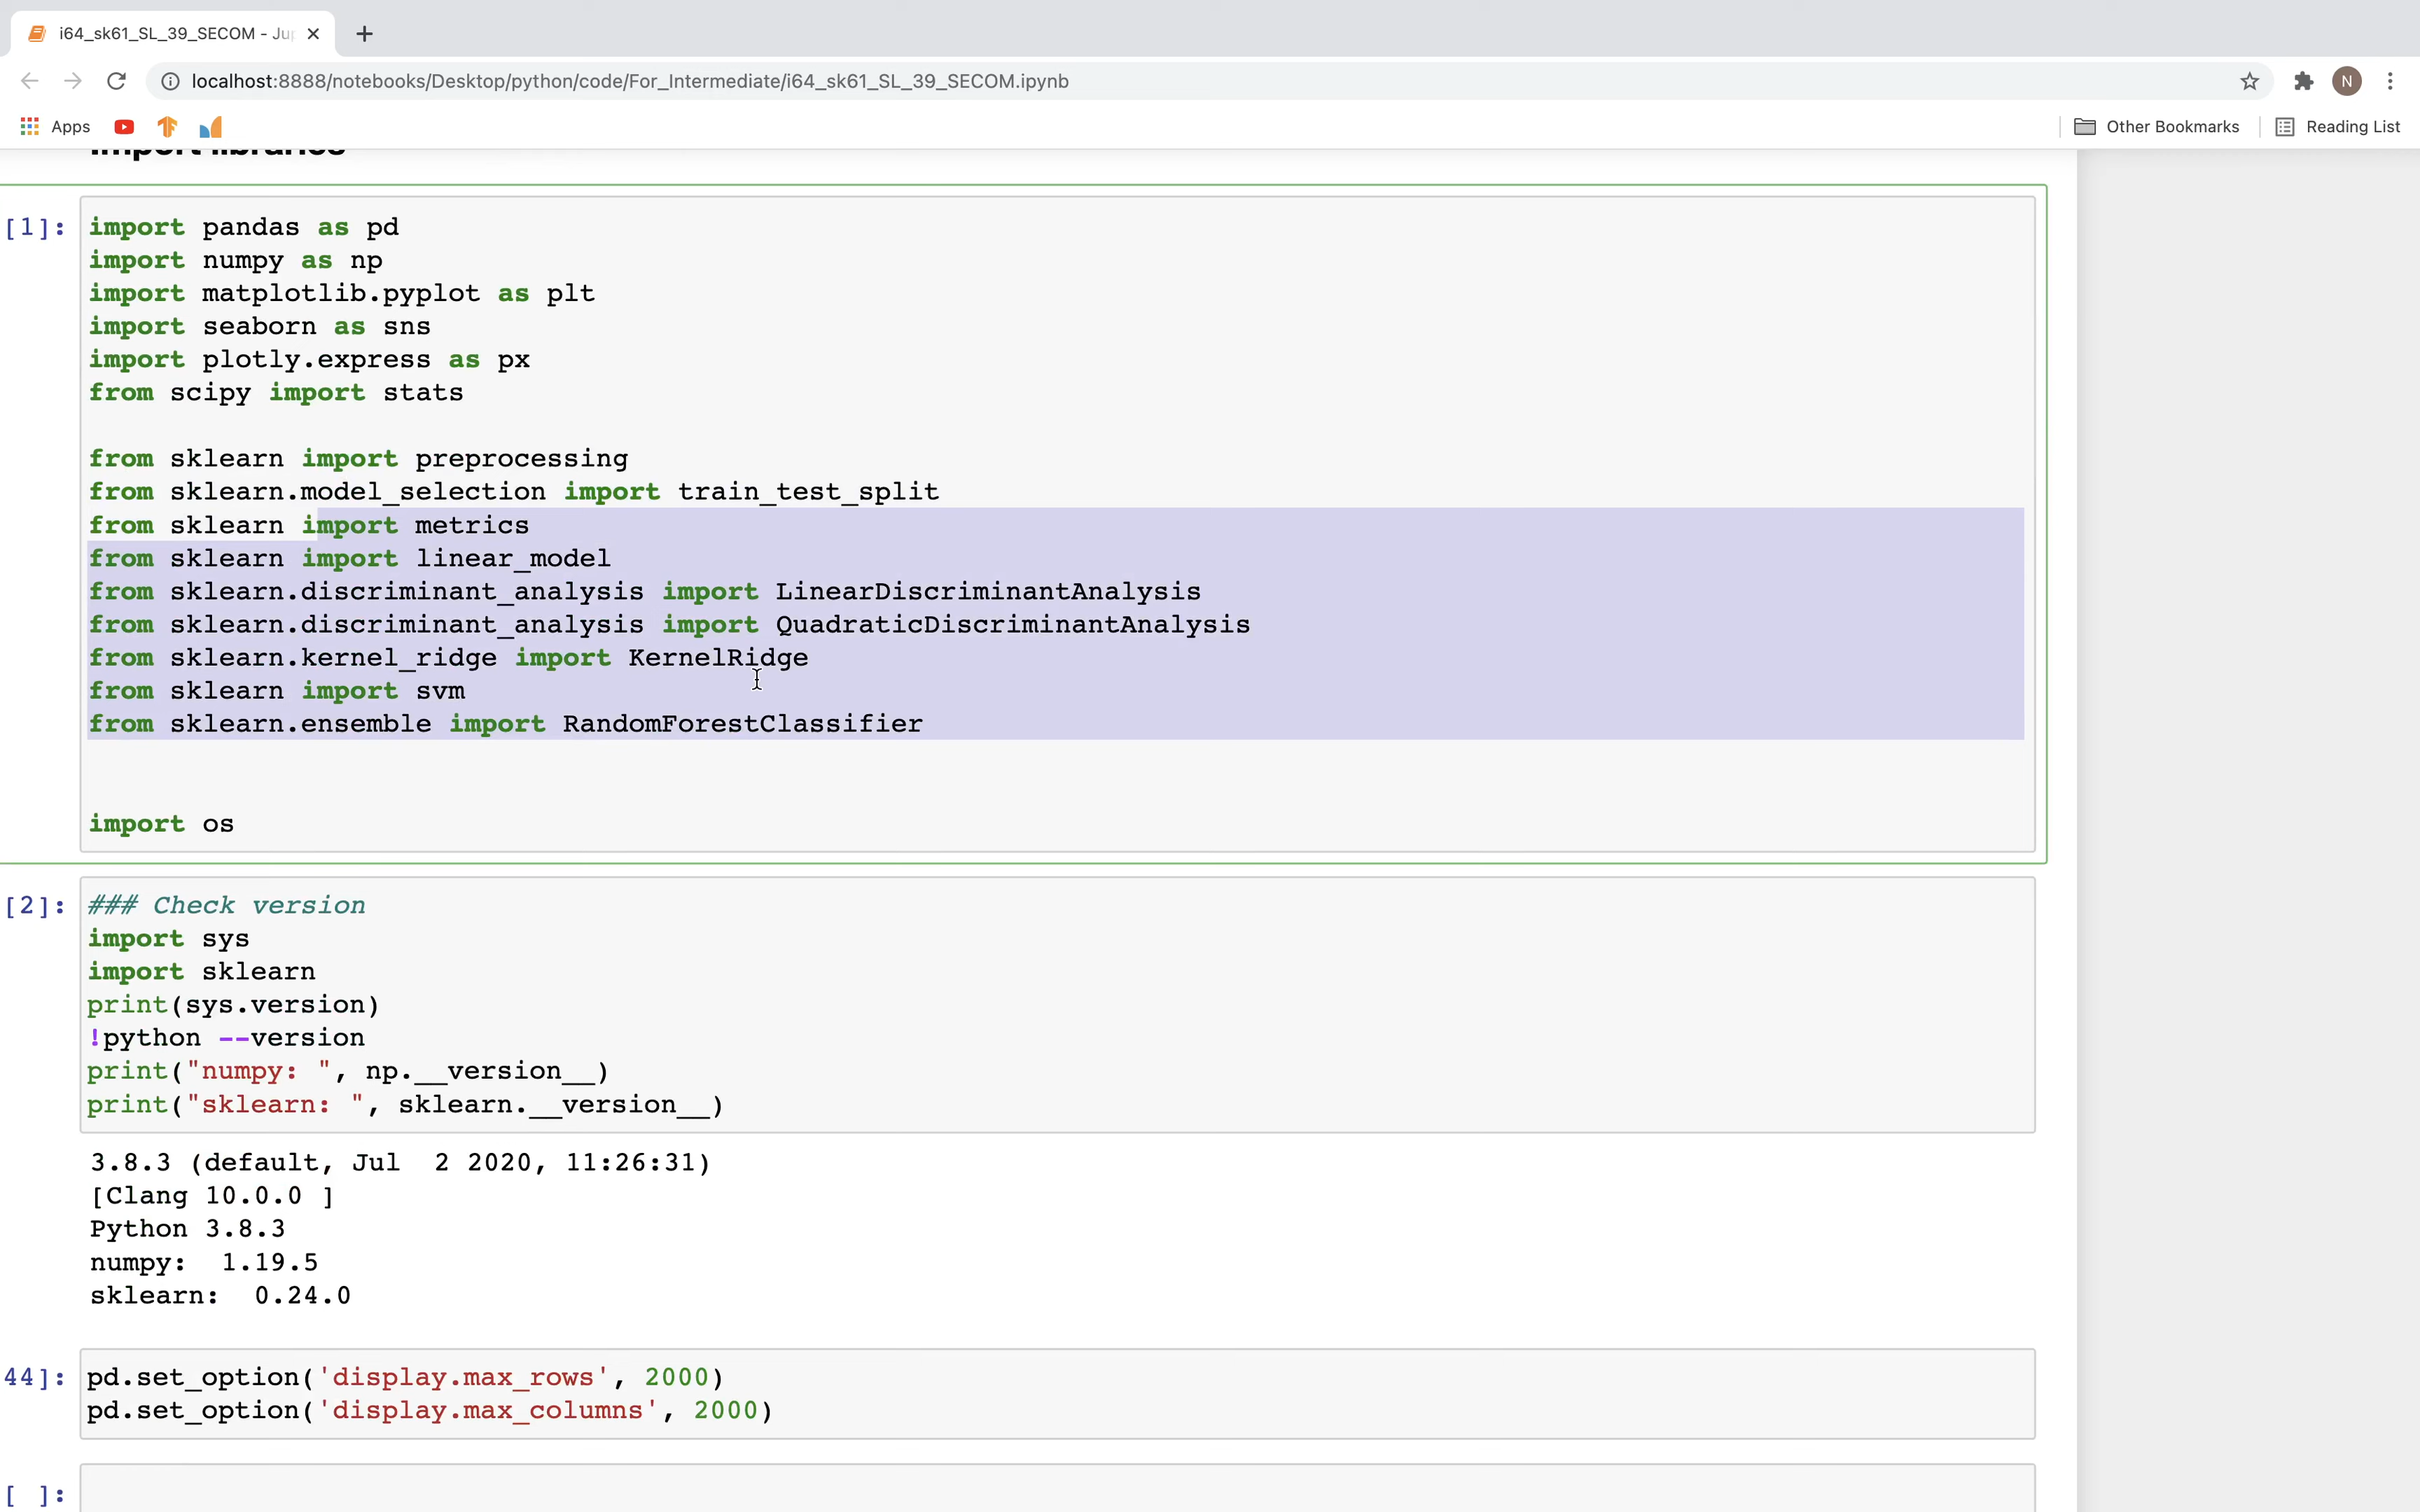 i64_sk61_SL_39_SECOM - Ju
localhost:8888/notebooks/Desktop/python/code/For_Intermediate/i64_sk61_SL_39_SECOM.ipynb
N
Apps
Other Bookmarks
Reading List
Import libraries
[1]:
import pandas as pd
import numpy as np
import matplotlib.pyplot as plt
import seaborn as sns
import plotly.express as px
from scipy import stats
from sklearn import preprocessing
from sklearn.model_selection import train_test_split
from sklearn import metrics
from sklearn import linear_model
from sklearn.discriminant_analysis import LinearDiscriminantAnalysis
from sklearn.discriminant_analysis import QuadraticDiscriminantAnalysis
from sklearn.kernel_ridge import KernelRidge
from sklearn import svm
from sklearn.ensemble import RandomForestClassifier
import os
[2]:
### Check version
import sys
import sklearn
print(sys.version)
!python --version
print("numpy: ", np.__version__)
print("sklearn: ", sklearn.__version__)
3.8.3 (default, Jul  2 2020, 11:26:31)
[Clang 10.0.0 ]
Python 3.8.3
numpy:  1.19.5
sklearn:  0.24.0
44]:
pd.set_option('display.max_rows', 2000)
pd.set_option('display.max_columns', 2000)
[ ]: